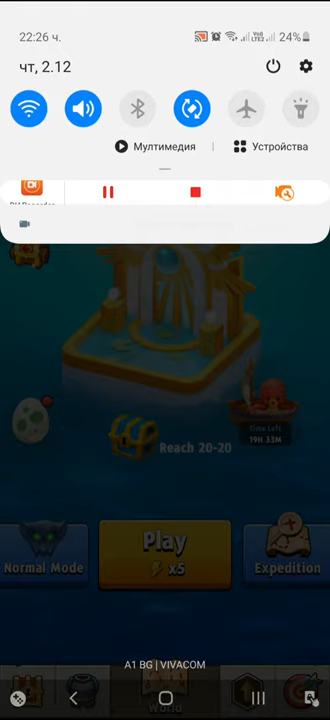 22:26 ч.
24%
чт, 2.12
Мултимедия
Устройства
Time Left
19H 33M
Reach 20-20
Normal Mode
Play
x5
Expedition
A1 BG | VIVACOM
World